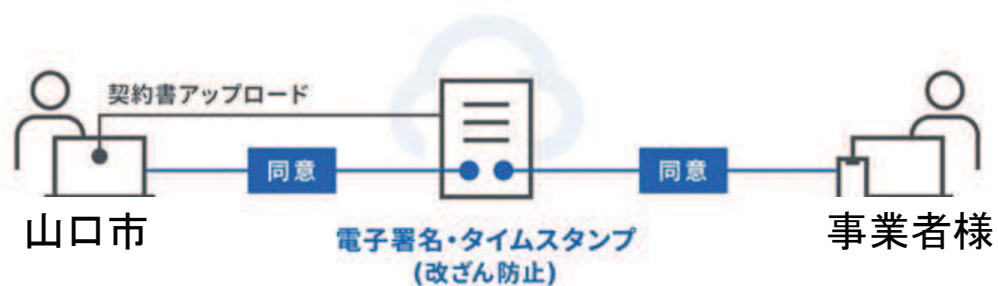 契約書アップロード
同意
同意
山口市
電子署名・タイムスタンプ
(改ざん防止)
事業者様